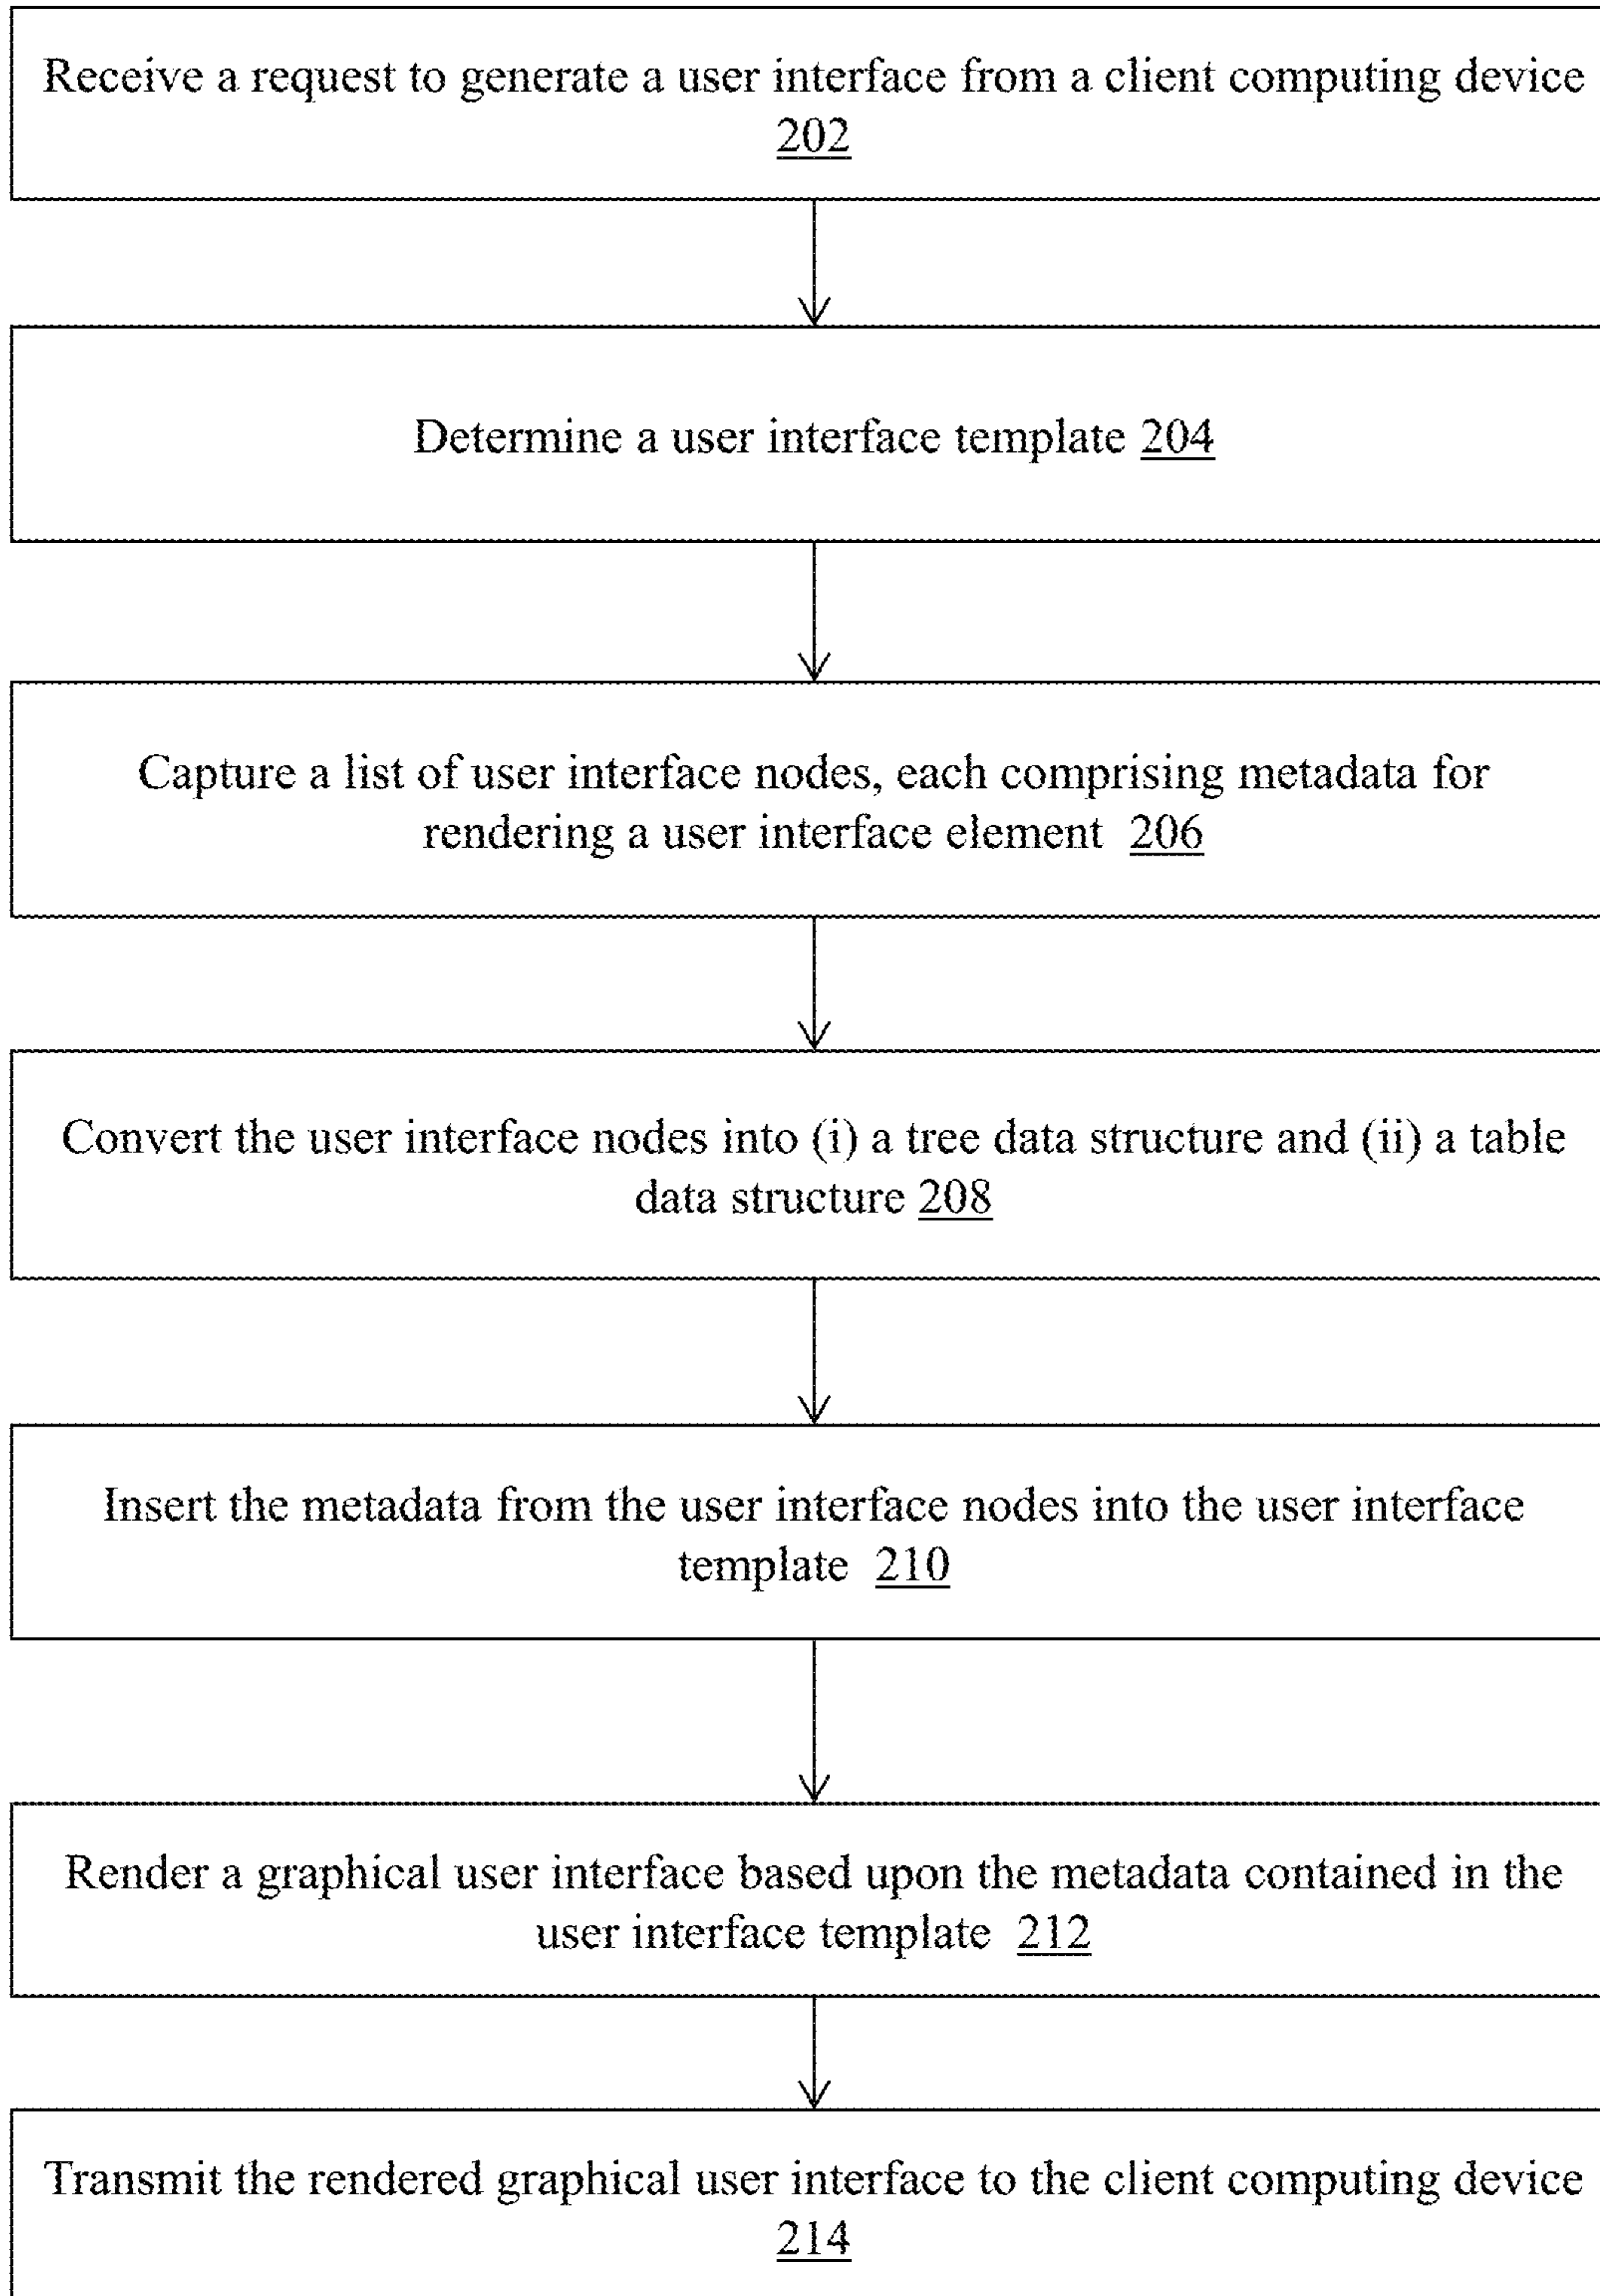 Receive a request to generate a user interface from a client computing device
202
Determine a user interface template 204
Capture a list of user interface nodes, each comprising metadata for
rendering a user interface element 206
Convert the user interface nodes into (i) a tree data structure and (ii) a table
data structure 208
Insert the metadata from the user interface nodes into the user interface
template 210
Render a graphical user interface based upon the metadata contained in the
user interface template 212
Transmit the rendered graphical user interface to the client computing device
214